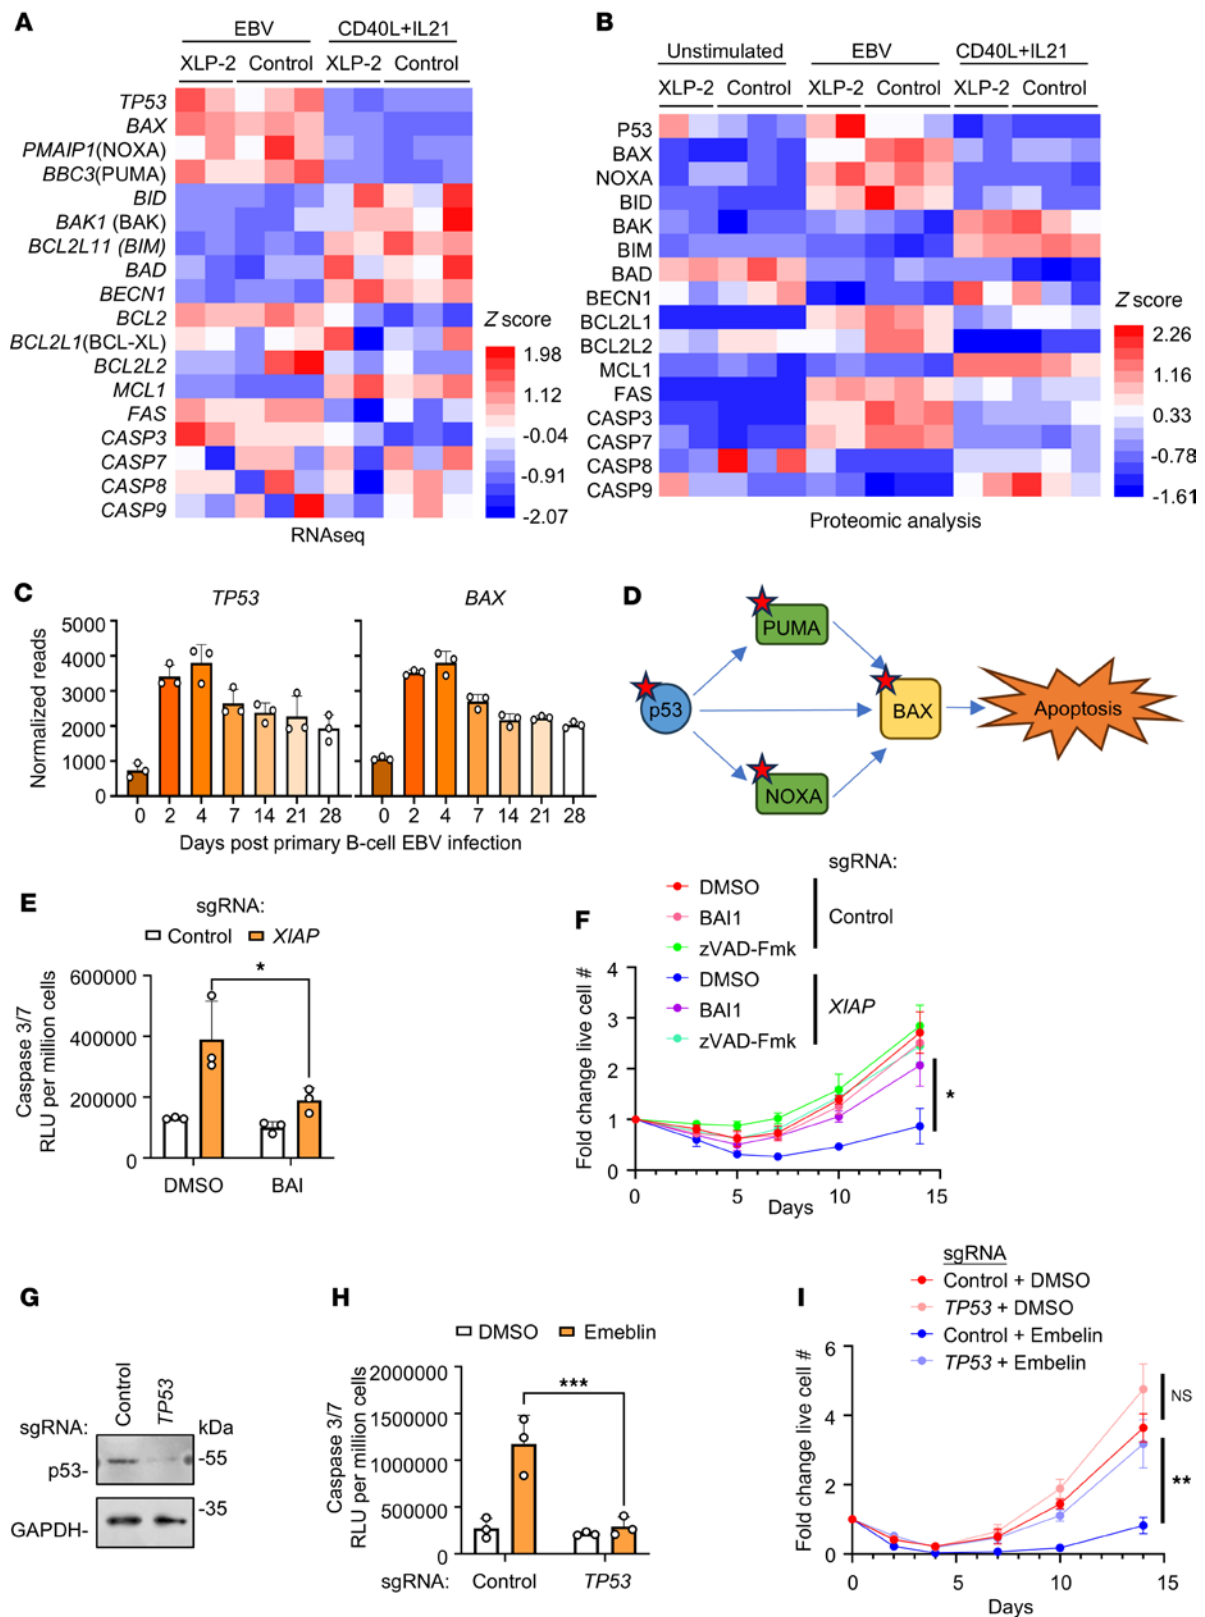 A
EBV CD40L+IL21
XLP-2 Control XLP-2 Control
TP53
BAX
PMAIP1(NOXA)
BBC3(PUMA)
BID
BAK1 (BAK)
BCL2L11 (BIM)
BAD
BECN1
BCL2
BCL2L1(BCL-XL)
BCL2L2
MCL1
FAS
CASP3
CASP7
CASP8
CASP9
Z score
1.98
1.12
-0.04
-0.91
-2.07
RNAseq
B
Unstimulated EBV CD40L+IL21
XLP-2 Control XLP-2 Control XLP-2 Control
P53
BAX
NOXA
BID
BAK
BIM
BAD
BECN1
BCL2L1
BCL2L2
MCL1
FAS
CASP3
CASP7
CASP8
CASP9
Z score
2.26
1.16
0.33
-0.78
-1.61
Proteomic analysis
C
TP53 BAX
Normalized reads
5000
4000
3000
2000
1000
0
0 2 4 7 14 21 28 0 2 4 7 14 21 28
Days post primary B-cell EBV infection
D
PUMA
p53
BAX
Apoptosis
NOXA
E
sgRNA:
Control XIAP
Caspase 3/7
RLU per million cells
600000
400000
200000
0
*
DMSO BAI
F
sgRNA:
DMSO
BAI1
zVAD-Fmk
Control
DMSO
BAI1
zVAD-Fmk
XIAP
Fold change live cell #
4
3
2
1
0
*
0 5 10 15
Days
G
sgRNA: Control TP53 kDa
p53- -55
-35
GAPDH-
H
DMSO Emeblin
Caspase 3/7
RLU per million cells
2000000
1500000
1000000
500000
0
***
sgRNA: Control TP53
I
sgRNA
Control + DMSO
TP53 + DMSO
Control + Embelin
TP53 + Embelin
Fold change live cell #
6
4
2
0
NS
**
0 5 10 15
Days